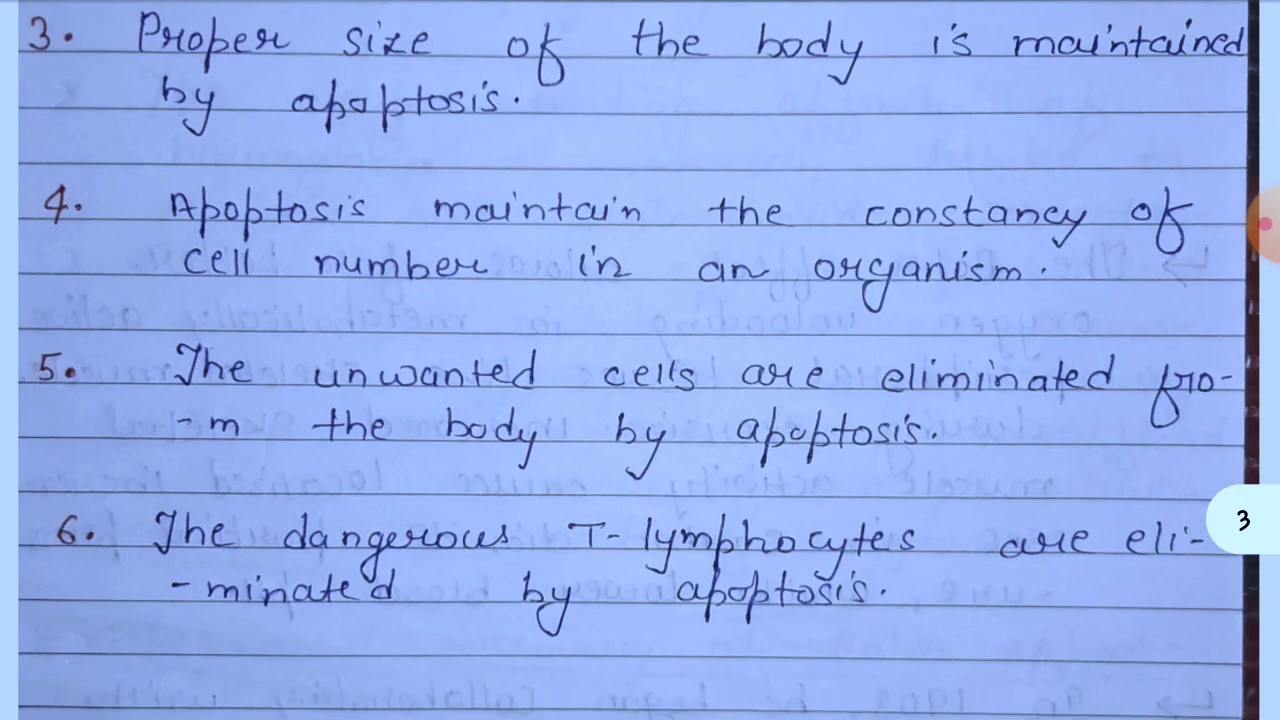 3. Proper size of the body is maintained
by apoptosis.
4. Apoptosis maintain the constancy of
cell number in an organism.
5. The unwanted cells are eliminated fro-
-m the body by apoptosis.
6. The dangerous T-lymphocytes are eli-
-minated by apoptosis.
3